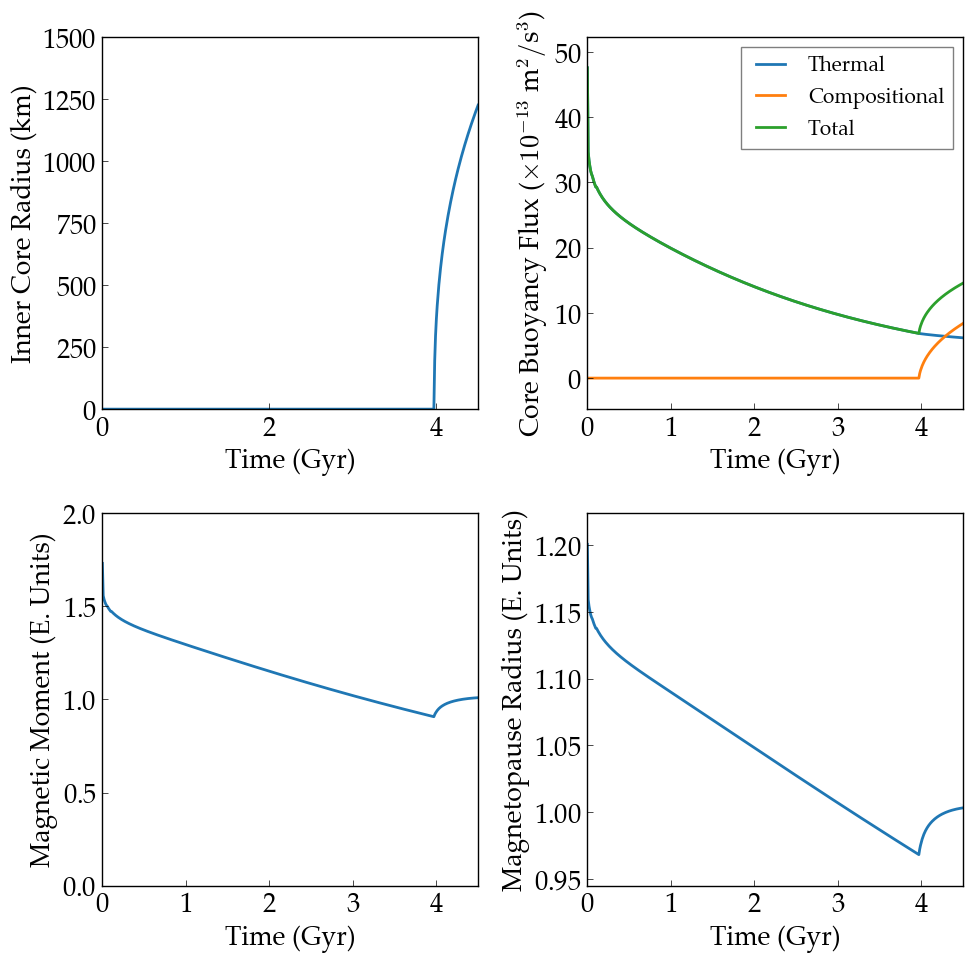 Inner Core Radius (km)
1500
1250
1000
750
500
250
0
0 2 4
Time (Gyr)
Core Buoyancy Flux (×10⁻¹³ m²/s³)
50
40
30
20
10
0
Thermal
Compositional
Total
0 1 2 3 4
Time (Gyr)
Magnetic Moment (E. Units)
2.0
1.5
1.0
0.5
0.0
0 1 2 3 4
Time (Gyr)
Magnetopause Radius (E. Units)
1.20
1.15
1.10
1.05
1.00
0.95
0 1 2 3 4
Time (Gyr)